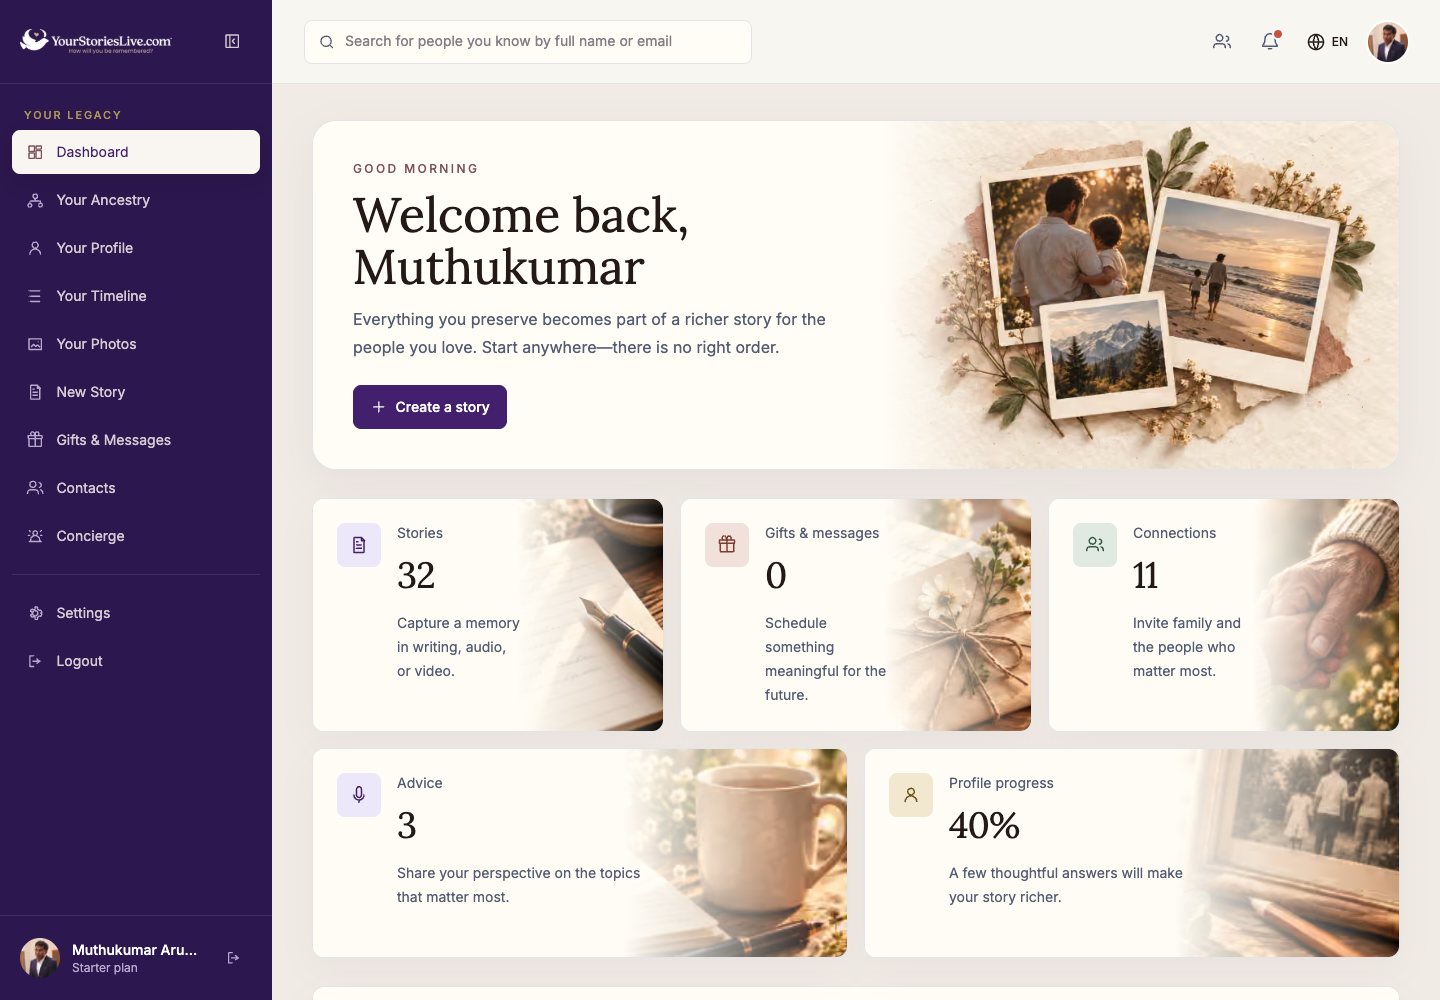 YourStoriesLive.com
How will you be remembered?
Search for people you know by full name or email
EN
YOUR LEGACY
Dashboard
Your Ancestry
Your Profile
Your Timeline
Your Photos
New Story
Gifts & Messages
Contacts
Concierge
Settings
Logout
Muthukumar Aru...
Starter plan
GOOD MORNING
Welcome back,
Muthukumar
Everything you preserve becomes part of a richer story for the
people you love. Start anywhere—there is no right order.
Create a story
Stories
32
Capture a memory
in writing, audio,
or video.
Gifts & messages
0
Schedule
something
meaningful for the
future.
Connections
11
Invite family and
the people who
matter most.
Advice
3
Share your perspective on the topics
that matter most.
Profile progress
40%
A few thoughtful answers will make
your story richer.